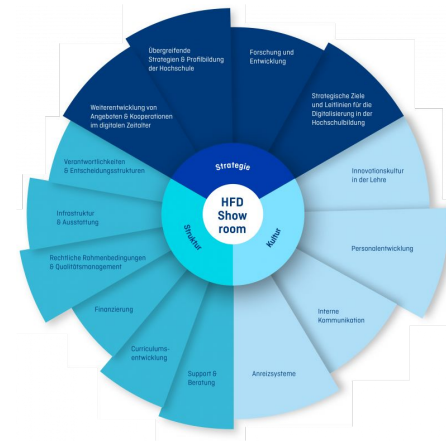 Übergreifende
Strategien & Profilbildung
der Hochschule
Forschung und
Entwicklung
Strategische Ziele
und Leitlinien für die
Digitalisierung in der
Hochschulbildung
Weiterentwicklung von
Angeboten & Kooperationen
im digitalen Zeitalter
Verantwortlichkeiten
& Entscheidungsstrukturen
Innovationskultur
in der Lehre
Strategie
HFD
Show
room
Struktur
Kultur
Infrastruktur
& Ausstattung
Personalentwicklung
Rechtliche Rahmenbedingungen
& Qualitätsmanagement
Finanzierung
Interne
Kommunikation
Curriculums-
entwicklung
Support &
Beratung
Anreizsysteme